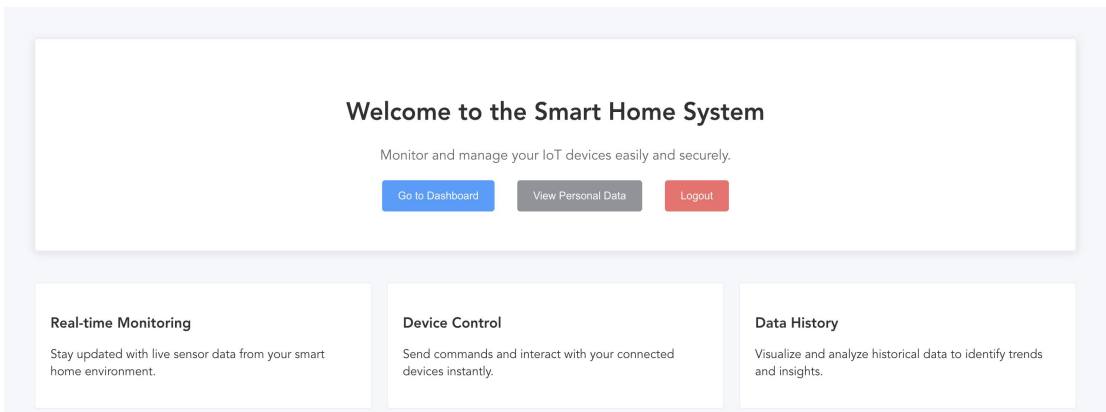 Welcome to the Smart Home System
Monitor and manage your IoT devices easily and securely.
Go to Dashboard
View Personal Data
Logout
Real-time Monitoring
Stay updated with live sensor data from your smart
home environment.
Device Control
Send commands and interact with your connected
devices instantly.
Data History
Visualize and analyze historical data to identify trends
and insights.